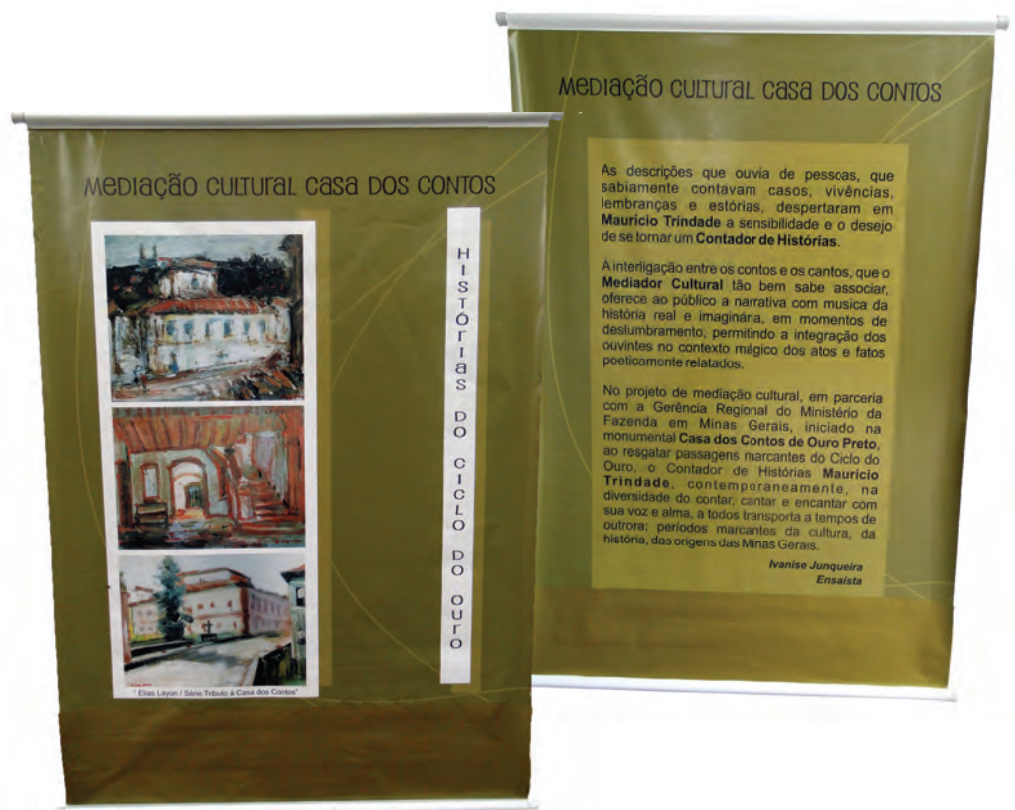 MEDIAÇÃO CULTURAL CASA DOS CONTOS
HISTÓRIAS DO CICLO DO OURO
" Elias Layon / Série Tributo à Casa dos Contos"
MEDIAÇÃO CULTURAL CASA DOS CONTOS
As descrições que ouvia de pessoas, que
sabiamente contavam casos, vivências,
lembranças e estórias, despertaram em
Maurício Trindade a sensibilidade e o desejo
de se tornar um Contador de Histórias.
A interligação entre os contos e os cantos, que o
Mediador Cultural tão bem sabe associar,
oferece ao público a narrativa com musica da
história real e imaginára, em momentos de
deslumbramento, permitindo a integração dos
ouvintes no contexto mágico dos atos e fatos
poeticamente relatados.
No projeto de mediação cultural, em parceria
com a Gerência Regional do Ministério da
Fazenda em Minas Gerais, iniciado na
monumental Casa dos Contos de Ouro Preto,
ao resgatar passagens marcantes do Ciclo do
Ouro, o Contador de Histórias Maurício
Trindade, contemporaneamente, na
diversidade do contar, cantar e encantar com
sua voz e alma, a todos transporta a tempos de
outrora; períodos marcantes da cultura, da
história, das origens das Minas Gerais.
Ivanise Junqueira
Ensaísta